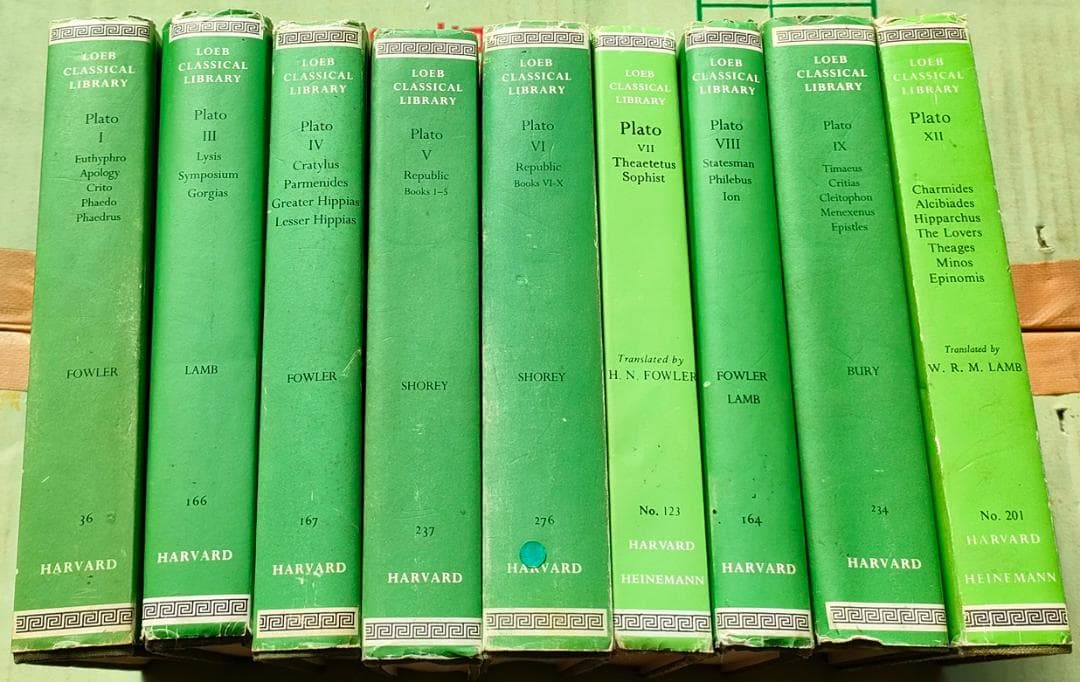 LOEB
CLASSICAL
LIBRARY
Plato
I
Euthyphro
Apology
Crito
Phaedo
Phaedrus
FOWLER
36
HARVARD
LOEB
CLASSICAL
LIBRARY
Plato
III
Lysis
Symposium
Gorgias
LAMB
166
HARVARD
LOEB
CLASSICAL
LIBRARY
Plato
IV
Cratylus
Parmenides
Greater Hippias
Lesser Hippias
FOWLER
167
HARVARD
LOEB
CLASSICAL
LIBRARY
Plato
V
Republic
Books 1-5
SHOREY
237
HARVARD
LOEB
CLASSICAL
LIBRARY
Plato
VI
Republic
Books VI-X
SHOREY
276
HARVARD
LOEB
CLASSICAL
LIBRARY
Plato
VII
Theaetetus
Sophist
Translated by
H. N. FOWLER
No. 123
HARVARD
HEINEMANN
LOEB
CLASSICAL
LIBRARY
Plato
VIII
Statesman
Philebus
Ion
FOWLER
LAMB
164
HARVARD
LOEB
CLASSICAL
LIBRARY
Plato
IX
Timaeus
Critias
Cleitophon
Menexenus
Epistles
BURY
234
HARVARD
LOEB
CLASSICAL
LIBRARY
Plato
XII
Charmides
Alcibiades
Hipparchus
The Lovers
Theages
Minos
Epinomis
Translated by
W. R. M. LAMB
No. 201
HARVARD
HEINEMANN